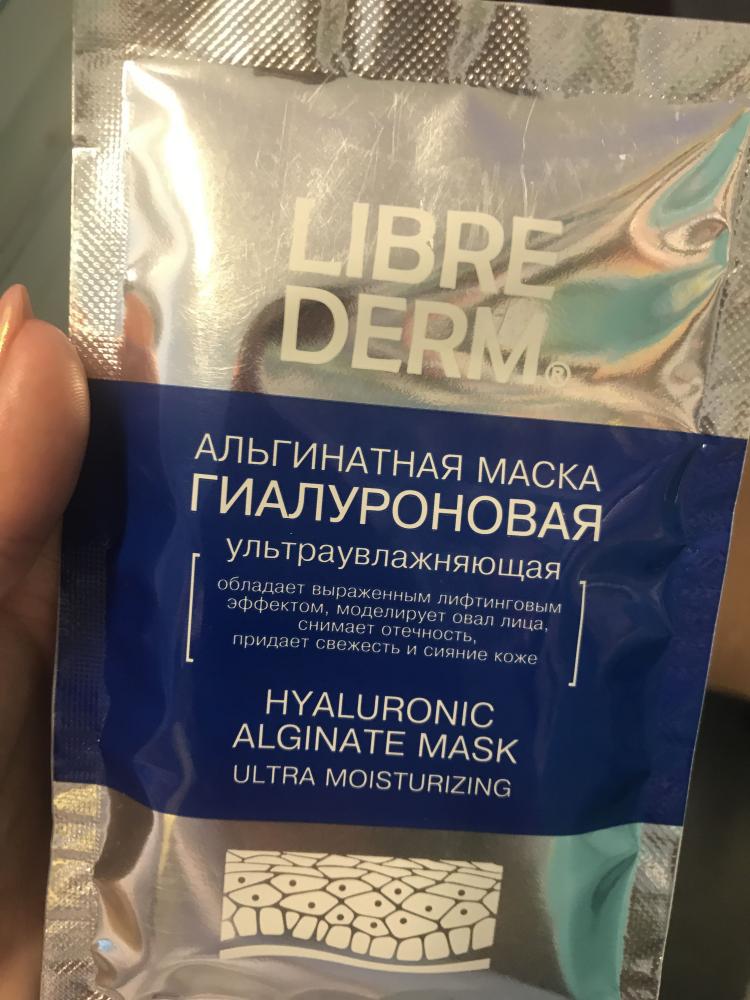 LIBRE
DERM®
АЛЬГИНАТНАЯ МАСКА
ГИАЛУРОНОВАЯ
ультраувлажняющая
обладает выраженным лифтинговым
эффектом, моделирует овал лица,
снимает отечность,
придает свежесть и сияние коже
HYALURONIC
ALGINATE MASK
ULTRA MOISTURIZING